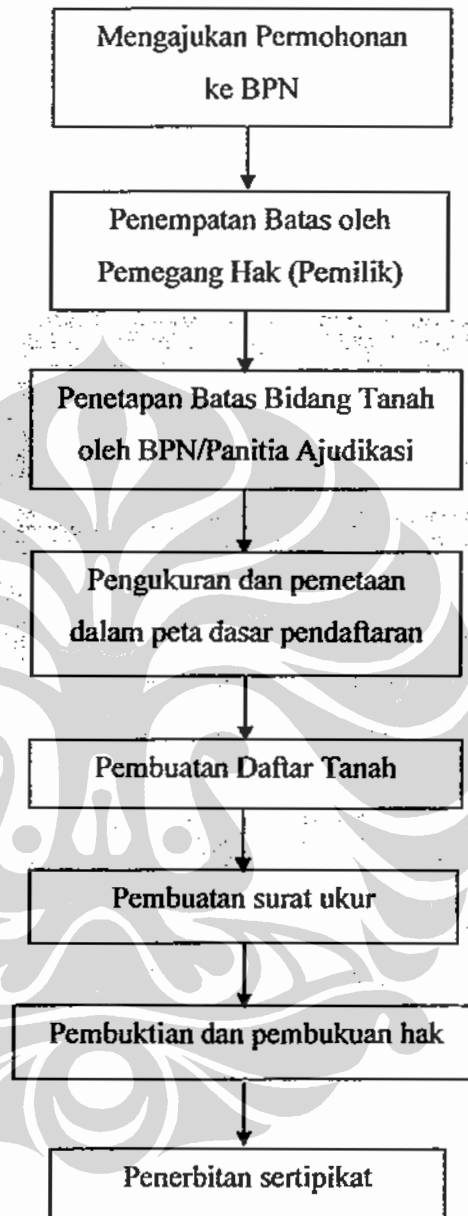 Mengajukan Permohonan
ke BPN
Penempatan Batas oleh
Pemegang Hak (Pemilik)
Penetapan Batas Bidang Tanah
oleh BPN/Panitia Ajudikasi
Pengukuran dan pemetaan
dalam peta dasar pendaftaran
Pembuatan Daftar Tanah
Pembuatan surat ukur
Pembuktian dan pembukuan hak
Penerbitan sertipikat